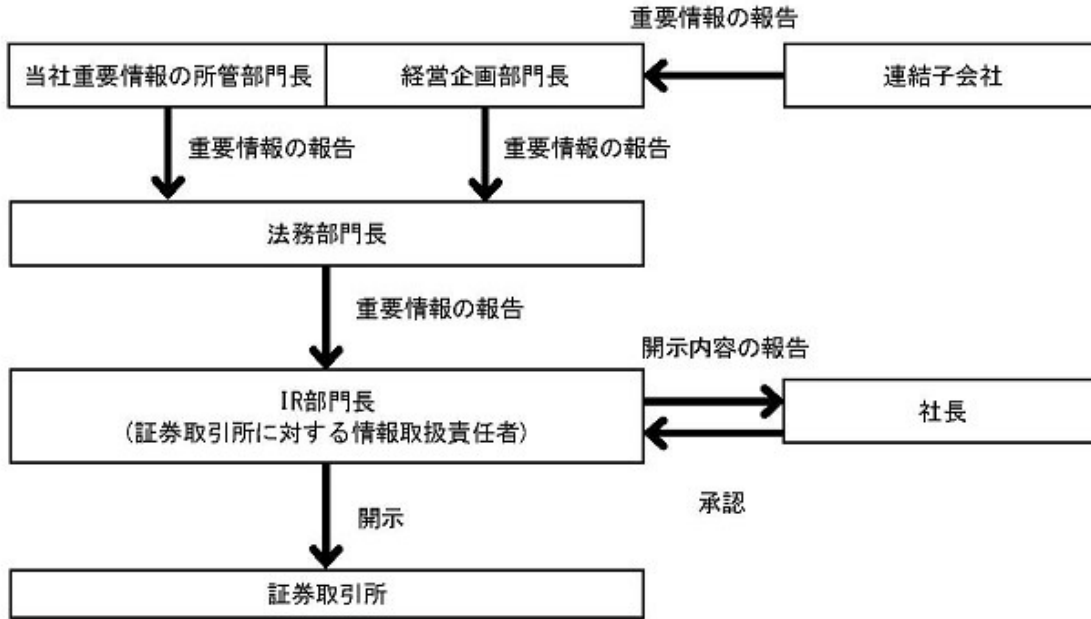 重要情報の報告
当社重要情報の所管部門長
経営企画部門長
連結子会社
重要情報の報告
重要情報の報告
法務部門長
重要情報の報告
開示内容の報告
IR部門長
(証券取引所に対する情報取扱責任者)
社長
承認
開示
証券取引所